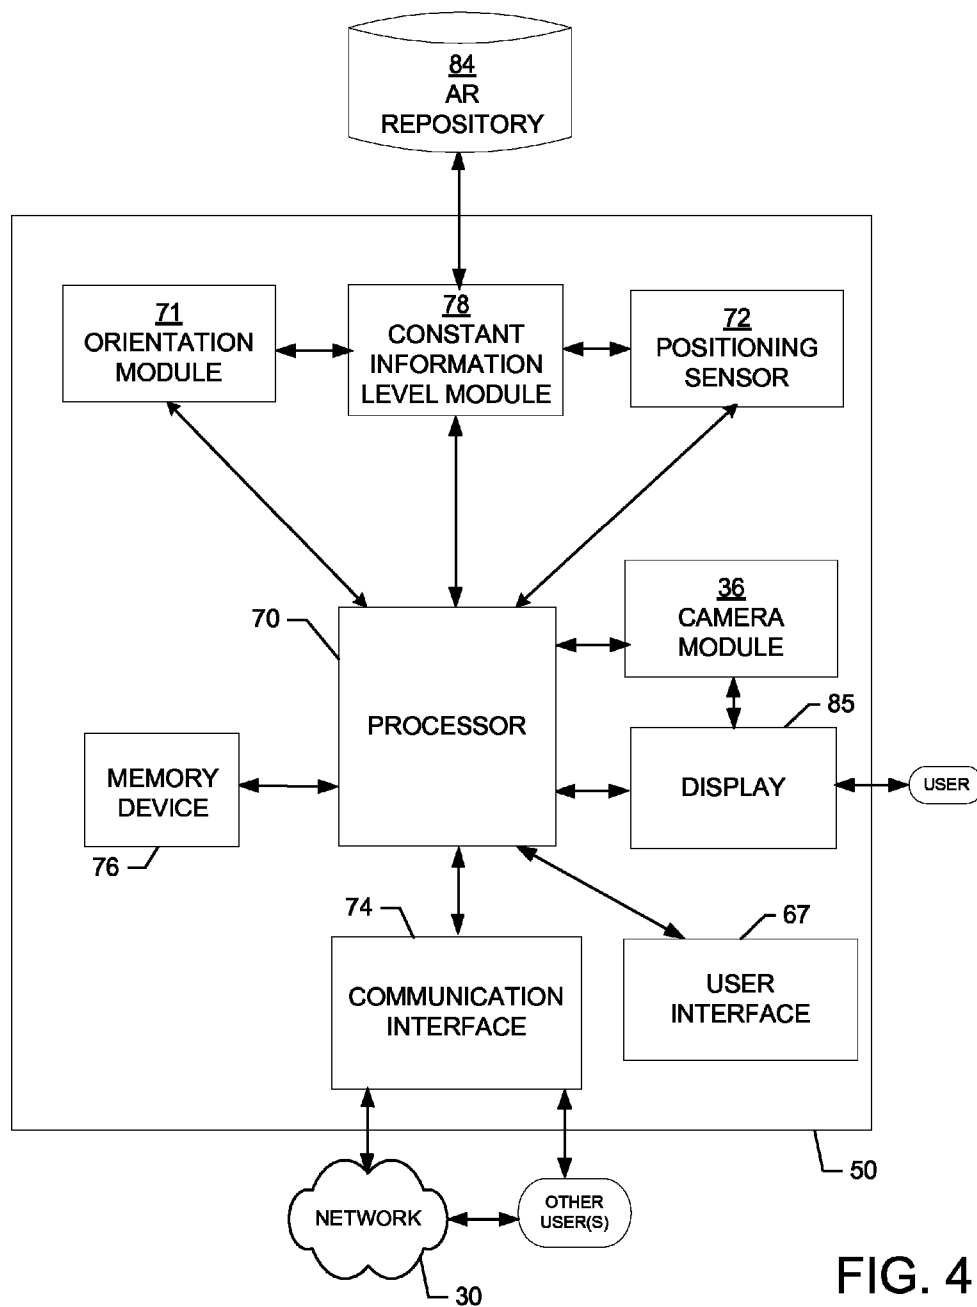 84
AR
REPOSITORY
71
ORIENTATION
MODULE
78
CONSTANT
INFORMATION
LEVEL MODULE
72
POSITIONING
SENSOR
36
CAMERA
MODULE
70
PROCESSOR
85
DISPLAY
USER
MEMORY
DEVICE
76
74
COMMUNICATION
INTERFACE
67
USER
INTERFACE
50
NETWORK
30
OTHER
USER(S)
FIG. 4